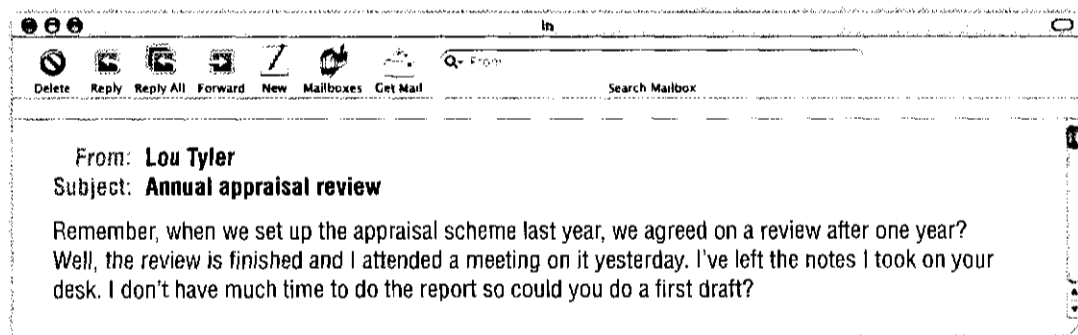 In
Delete Reply Reply All Forward New Mailboxes Get Mail Search Mailbox
Q- From
From: Lou Tyler
Subject: Annual appraisal review
Remember, when we set up the appraisal scheme last year, we agreed on a review after one year?
Well, the review is finished and I attended a meeting on it yesterday. I've left the notes I took on your
desk. I don't have much time to do the report so could you do a first draft?